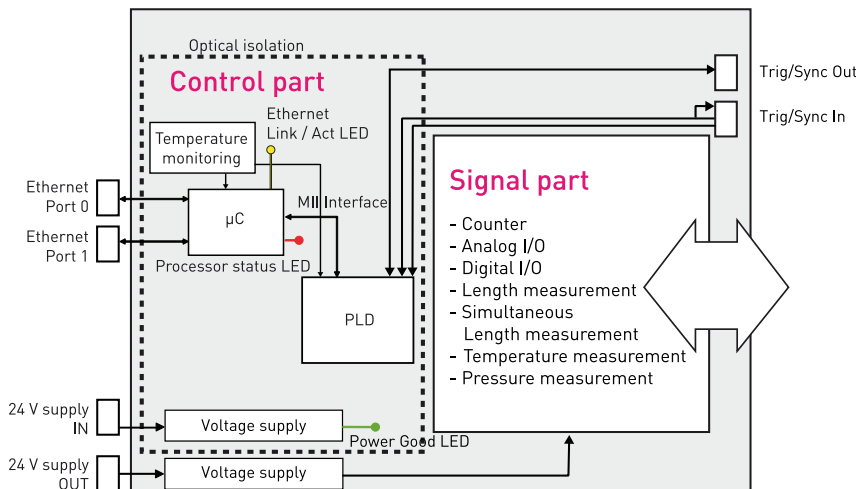 Optical isolation
Control part
Ethernet
Link / Act LED
Temperature
monitoring
Ethernet
Port 0
Ethernet
Port 1
µC
MII Interface
Processor status LED
PLD
24 V supply
IN
Voltage supply
Power Good LED
24 V supply
OUT
Voltage supply
Trig/Sync Out
Trig/Sync In
Signal part
- Counter
- Analog I/O
- Digital I/O
- Length measurement
- Simultaneous
Length measurement
- Temperature measurement
- Pressure measurement